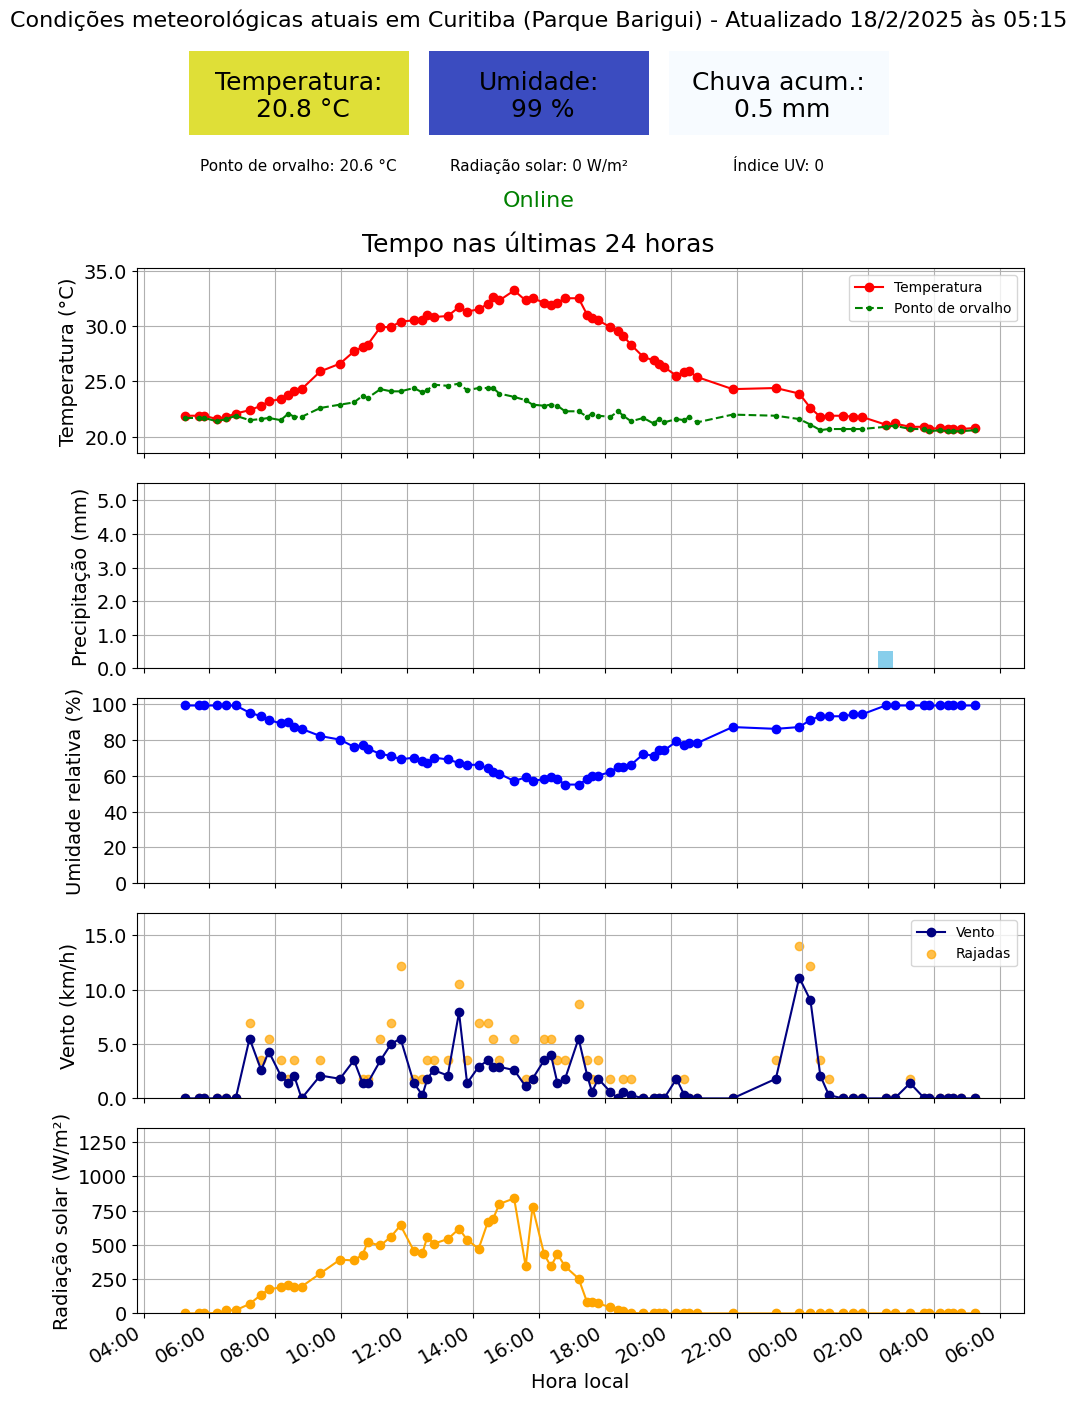 Condições meteorológicas atuais em Curitiba (Parque Barigui) - Atualizado 18/2/2025 às 05:15
Temperatura:
20.8 °C
Umidade:
99 %
Chuva acum.:
0.5 mm
Ponto de orvalho: 20.6 °C
Radiação solar: 0 W/m²
Índice UV: 0
Online
Tempo nas últimas 24 horas
Temperatura (°C)
35.0
30.0
25.0
20.0
Temperatura
Ponto de orvalho
Precipitação (mm)
5.0
4.0
3.0
2.0
1.0
0.0
Umidade relativa (%)
100
80
60
40
20
0
Vento (km/h)
15.0
10.0
5.0
0.0
Vento
Rajadas
Radiação solar (W/m²)
1250
1000
750
500
250
0
04:00
06:00
08:00
10:00
12:00
14:00
16:00
18:00
20:00
22:00
00:00
02:00
04:00
06:00
Hora local